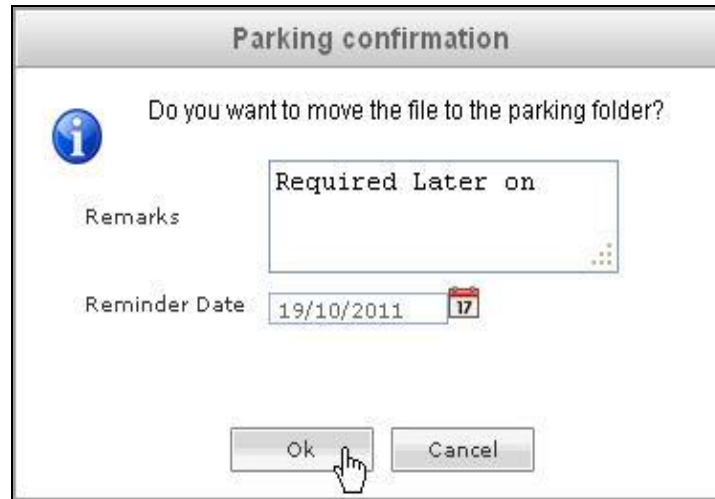 Parking confirmation
Do you want to move the file to the parking folder?
Required Later on
Remarks
Reminder Date 19/10/2011 17
Ok Cancel